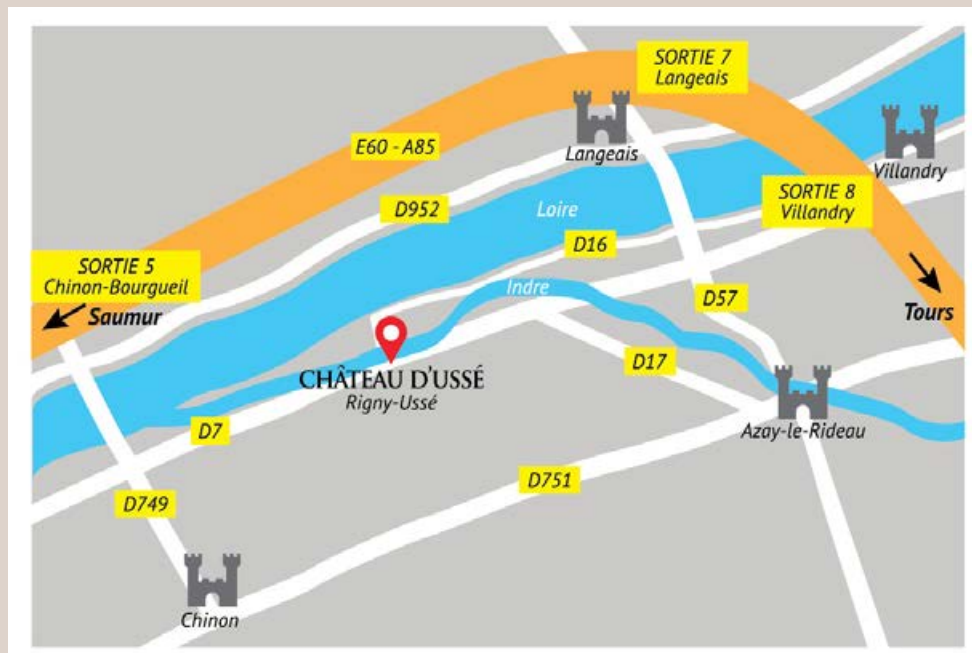 SORTIE 7
Langeais
E60 - A85
Langeais
Villandry
SORTIE 8
Villandry
D952
Loire
D16
SORTIE 5
Chinon-Bourgueil
Saumur
Indre
D57
Tours
CHÂTEAU D'USSÉ
Rigny-Ussé
D17
D7
Azay-le-Rideau
D751
D749
Chinon